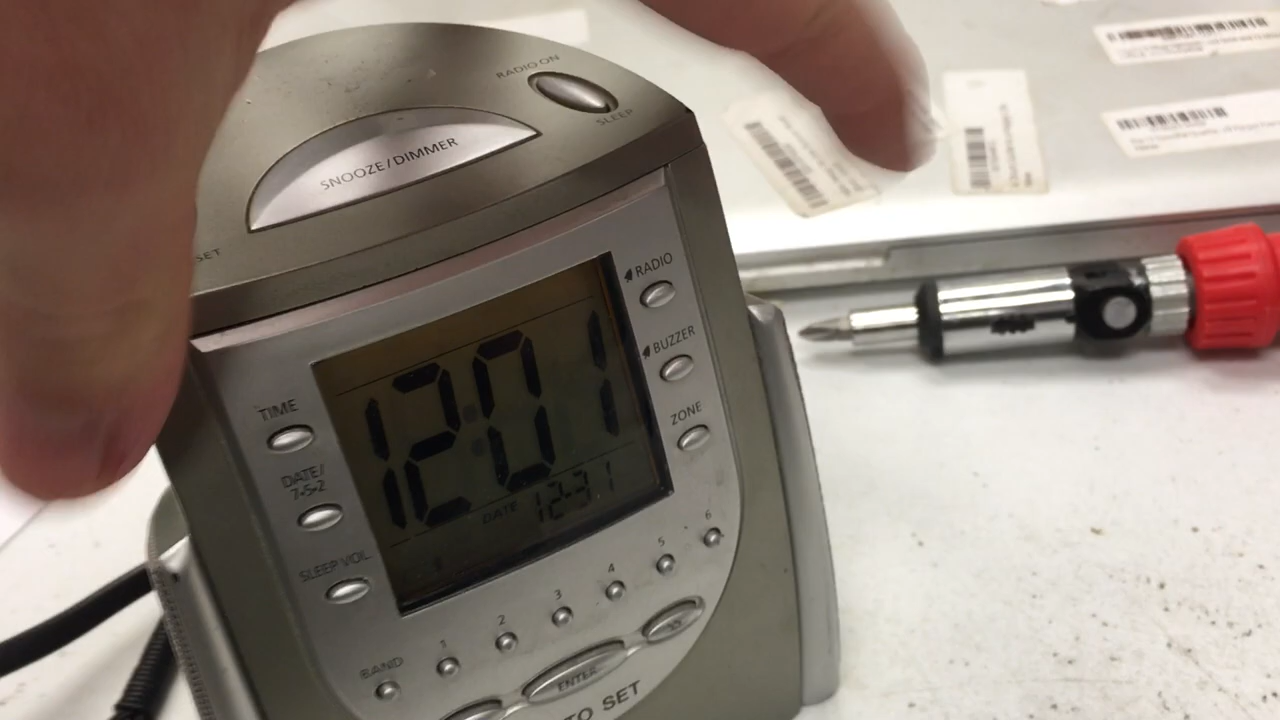 RADIO ON
SLEEP
SNOOZE/DIMMER
SET
RADIO
BUZZER
ZONE
TIME
DATE/
7-5-2
SLEEP VOL
12:01
DATE 12-31
1 2 3 4 5 6
BAND
ENTER
TO SET